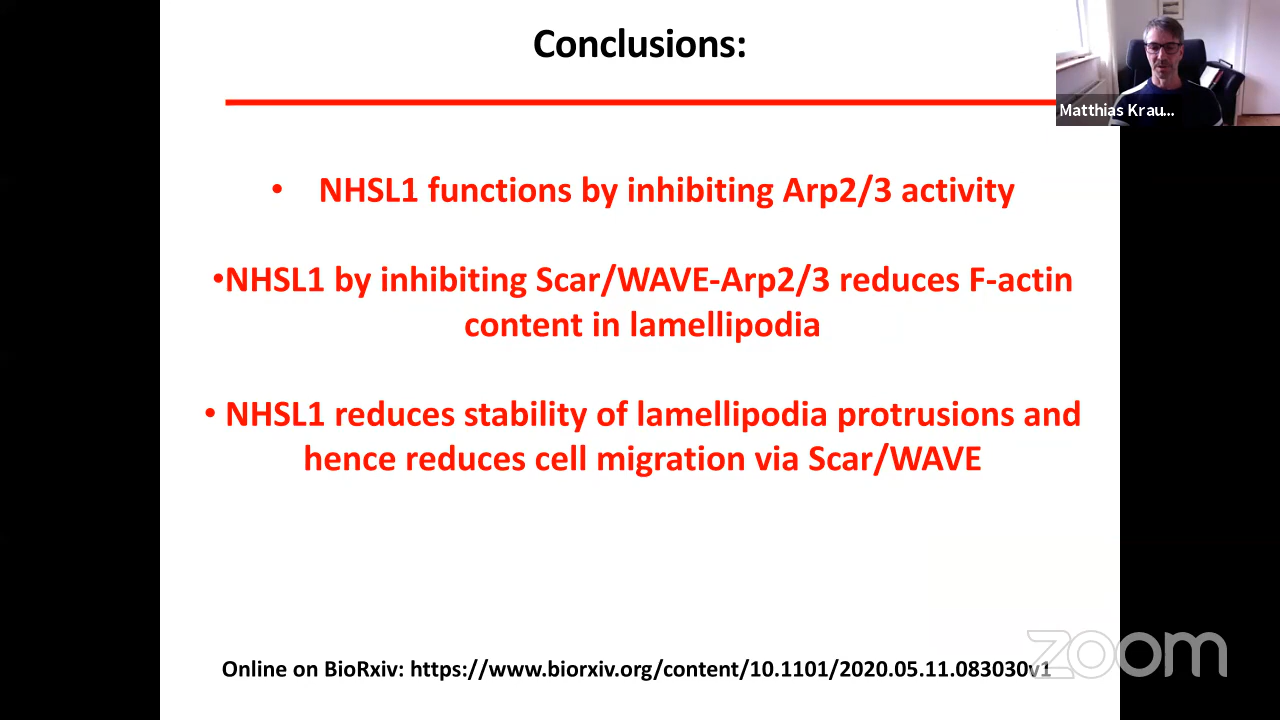 Conclusions:
Matthias Krau...
• NHSL1 functions by inhibiting Arp2/3 activity
•NHSL1 by inhibiting Scar/WAVE-Arp2/3 reduces F-actin
content in lamellipodia
• NHSL1 reduces stability of lamellipodia protrusions and
hence reduces cell migration via Scar/WAVE
Online on BioRxiv: https://www.biorxiv.org/content/10.1101/2020.05.11.083030v1
zoom